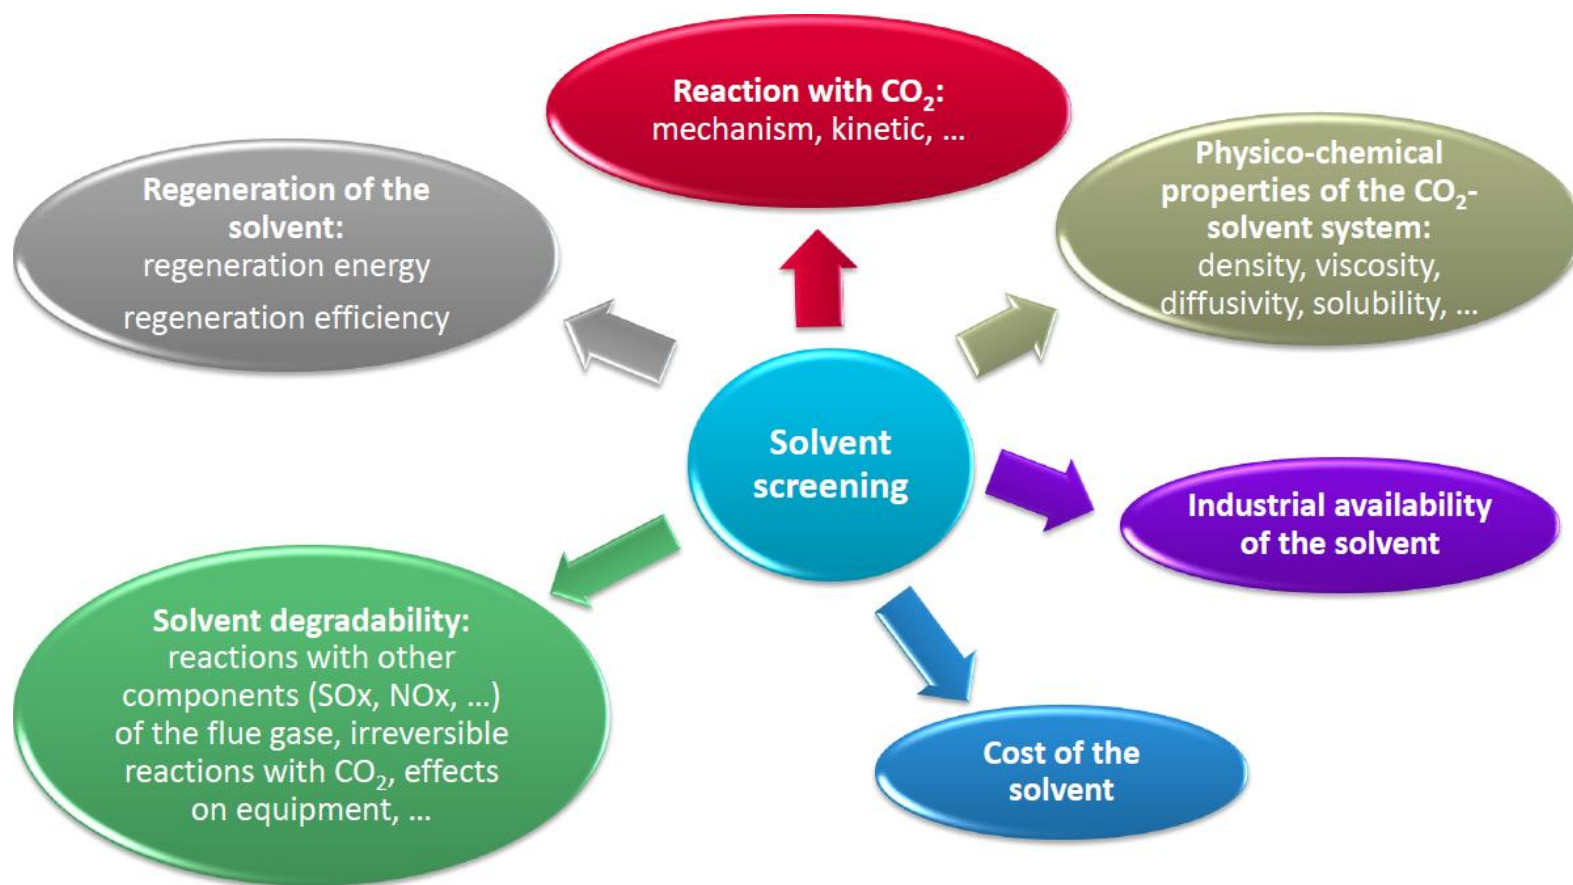 Reaction with CO₂:
mechanism, kinetic, ...
Physico-chemical
properties of the CO₂-
solvent system:
density, viscosity,
diffusivity, solubility, ...
Regeneration of the
solvent:
regeneration energy
regeneration efficiency
Solvent
screening
Industrial availability
of the solvent
Solvent degradability:
reactions with other
components (SOx, NOx, ...)
of the flue gase, irreversible
reactions with CO₂, effects
on equipment, ...
Cost of the
solvent